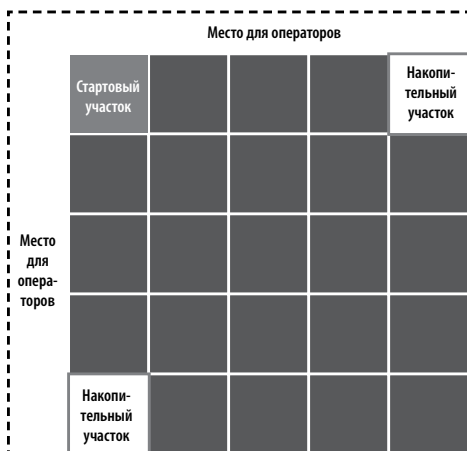 Место для операторов
Стартовый
участок
Накопи-
тельный
участок
Место
для
опера-
торов
Накопи-
тельный
участок